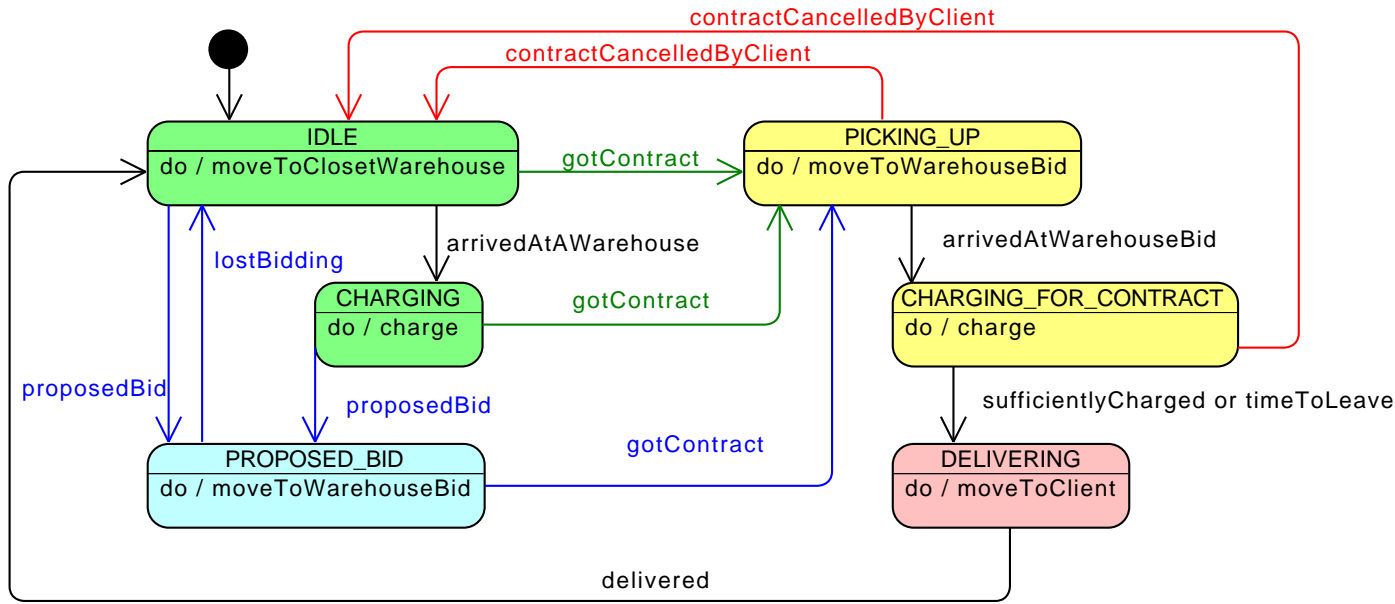 contractCancelledByClient
contractCancelledByClient
IDLE
do / moveToClosetWarehouse
gotContract
PICKING_UP
do / moveToWarehouseBid
arrivedAtAWarehouse
arrivedAtWarehouseBid
lostBidding
CHARGING
do / charge
gotContract
CHARGING_FOR_CONTRACT
do / charge
proposedBid
proposedBid
sufficientlyCharged or timeToLeave
gotContract
PROPOSED_BID
do / moveToWarehouseBid
DELIVERING
do / moveToClient
delivered